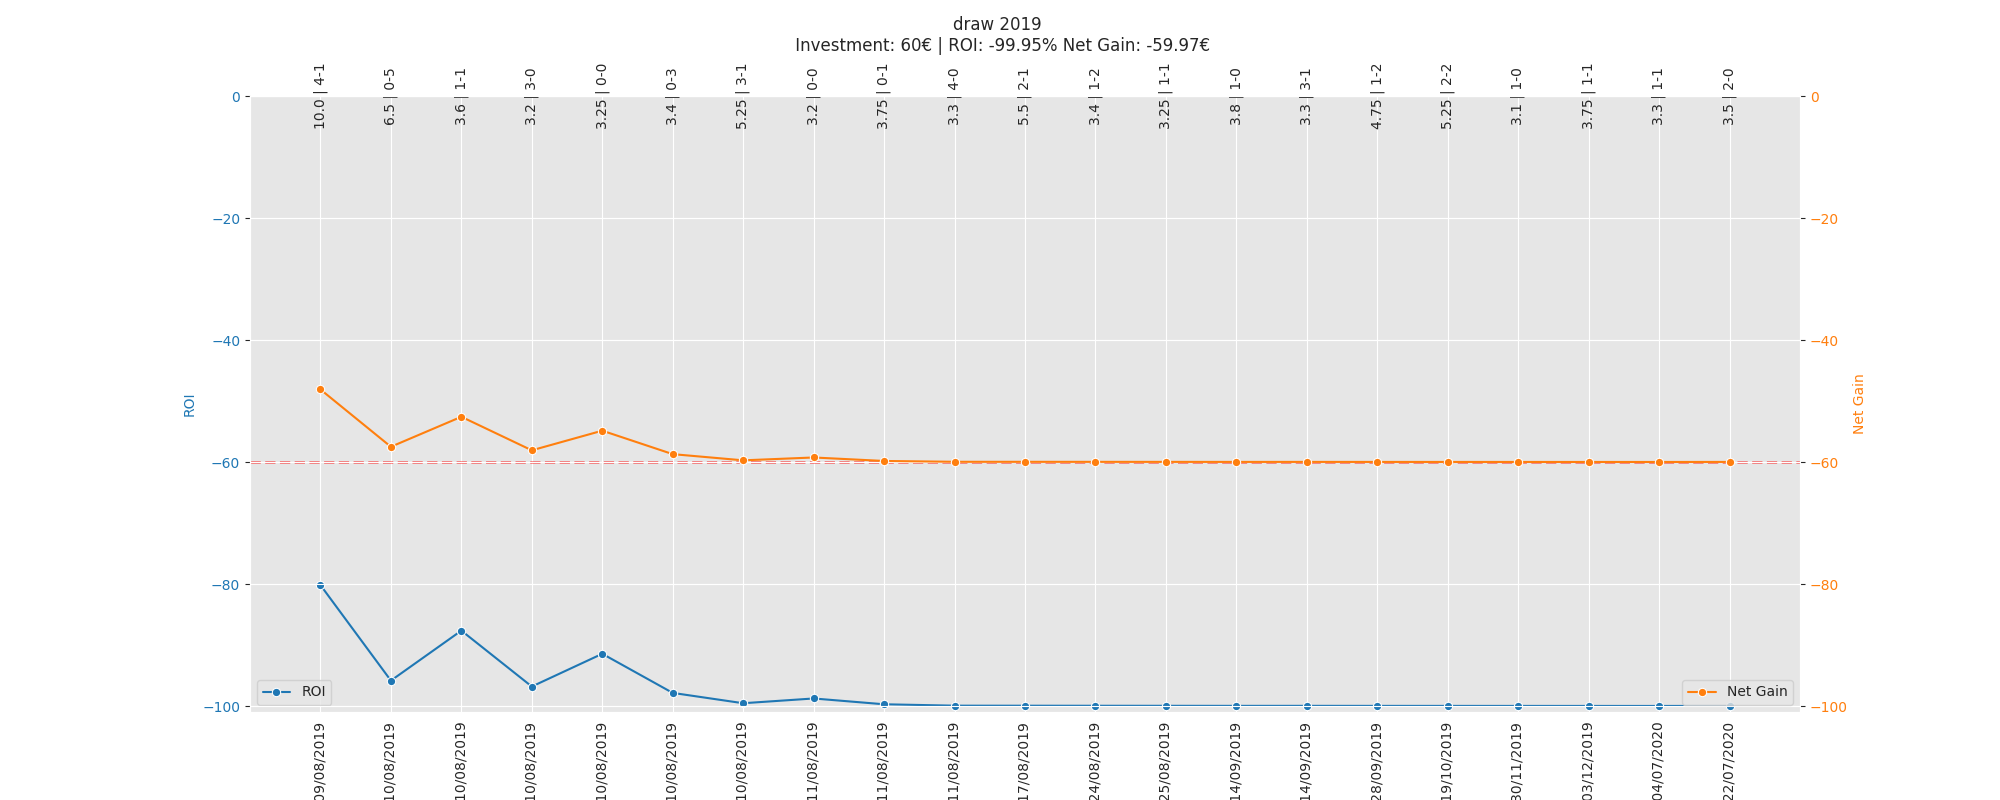 draw 2019
Investment: 60€ | ROI: -99.95% Net Gain: -59.97€
10.0 | 4-1
6.5 | 0-5
3.6 | 1-1
3.2 | 3-0
3.25 | 0-0
3.4 | 0-3
5.25 | 3-1
3.2 | 0-0
3.75 | 0-1
3.3 | 4-0
5.5 | 2-1
3.4 | 1-2
3.25 | 1-1
3.8 | 1-0
3.3 | 3-1
4.75 | 1-2
5.25 | 2-2
3.1 | 1-0
3.75 | 1-1
3.3 | 1-1
3.5 | 2-0
0
−20
−40
−60
−80
−100
ROI
0
−20
−40
−60
−80
−100
Net Gain
ROI
Net Gain
09/08/2019
10/08/2019
10/08/2019
10/08/2019
10/08/2019
10/08/2019
10/08/2019
11/08/2019
11/08/2019
11/08/2019
17/08/2019
24/08/2019
25/08/2019
14/09/2019
14/09/2019
28/09/2019
19/10/2019
30/11/2019
03/12/2019
04/07/2020
22/07/2020